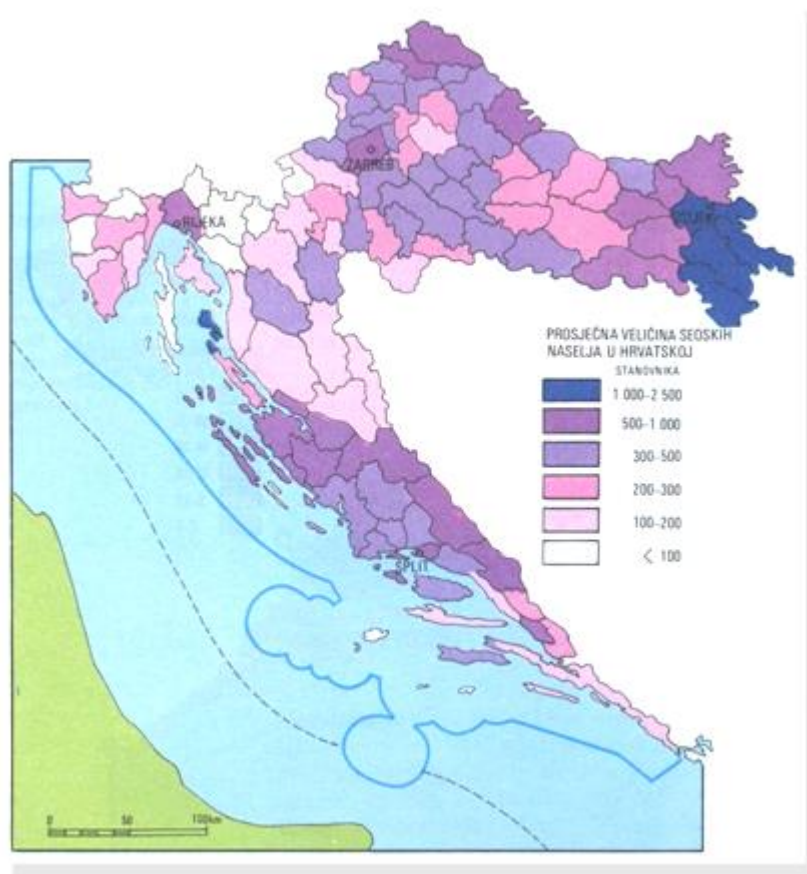 ZAGREB
RIJEKA
OSIJEK
PROSJEČNA VELIČINA SEOSKIH
NASELJA U HRVATSKOJ
STANOVNIKA
1 000–2 500
500–1 000
300–500
200–300
100–200
< 100
SPLIT
0 50 100km